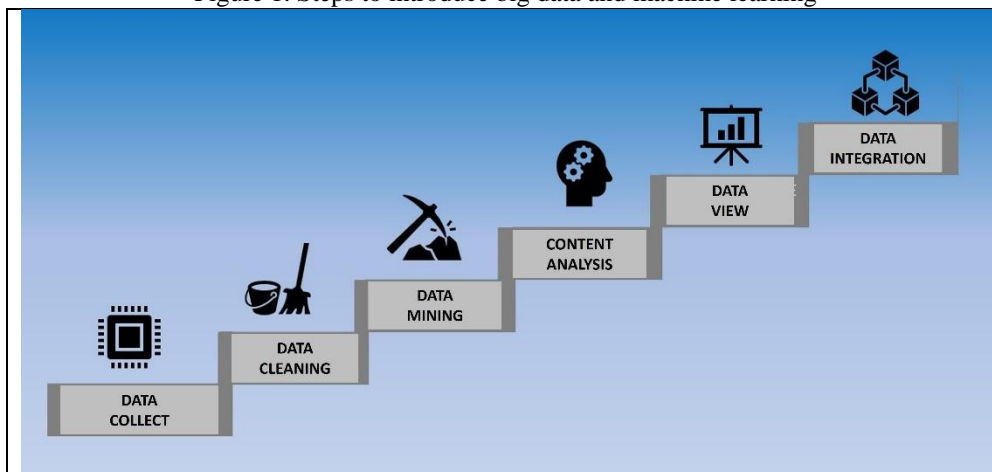 Figure 1: Steps to introduce big data and machine learning
DATA
COLLECT
DATA
CLEANING
DATA
MINING
CONTENT
ANALYSIS
DATA
VIEW
DATA
INTEGRATION